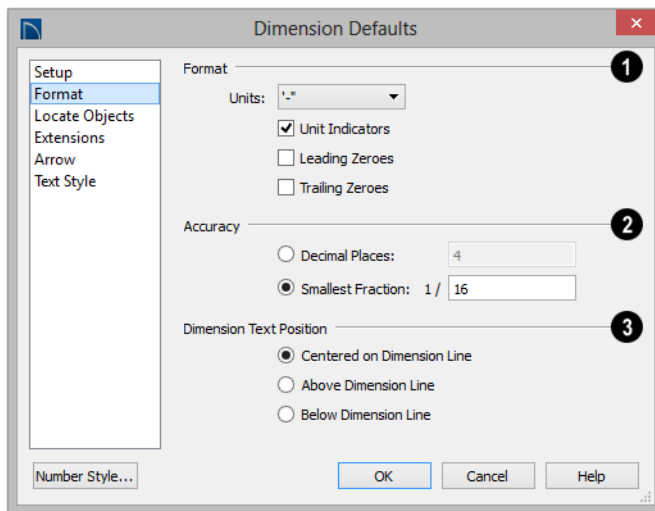 Dimension Defaults
Setup
Format
Locate Objects
Extensions
Arrow
Text Style
Format 1
Units: '-"
Unit Indicators
Leading Zeroes
Trailing Zeroes
Accuracy 2
Decimal Places: 4
Smallest Fraction: 1 / 16
Dimension Text Position 3
Centered on Dimension Line
Above Dimension Line
Below Dimension Line
Number Style... OK Cancel Help